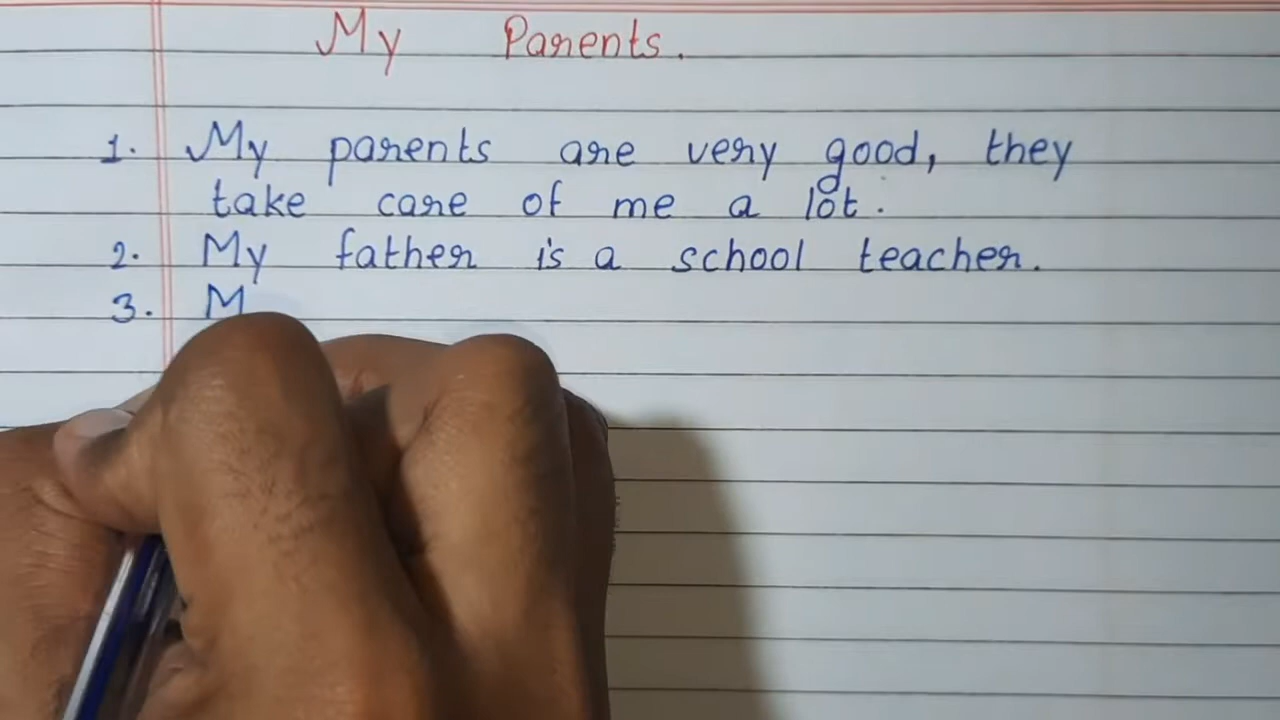 My Parents.
1. My parents are very good, they
take care of me a lot.
2. My father is a school teacher.
3. M